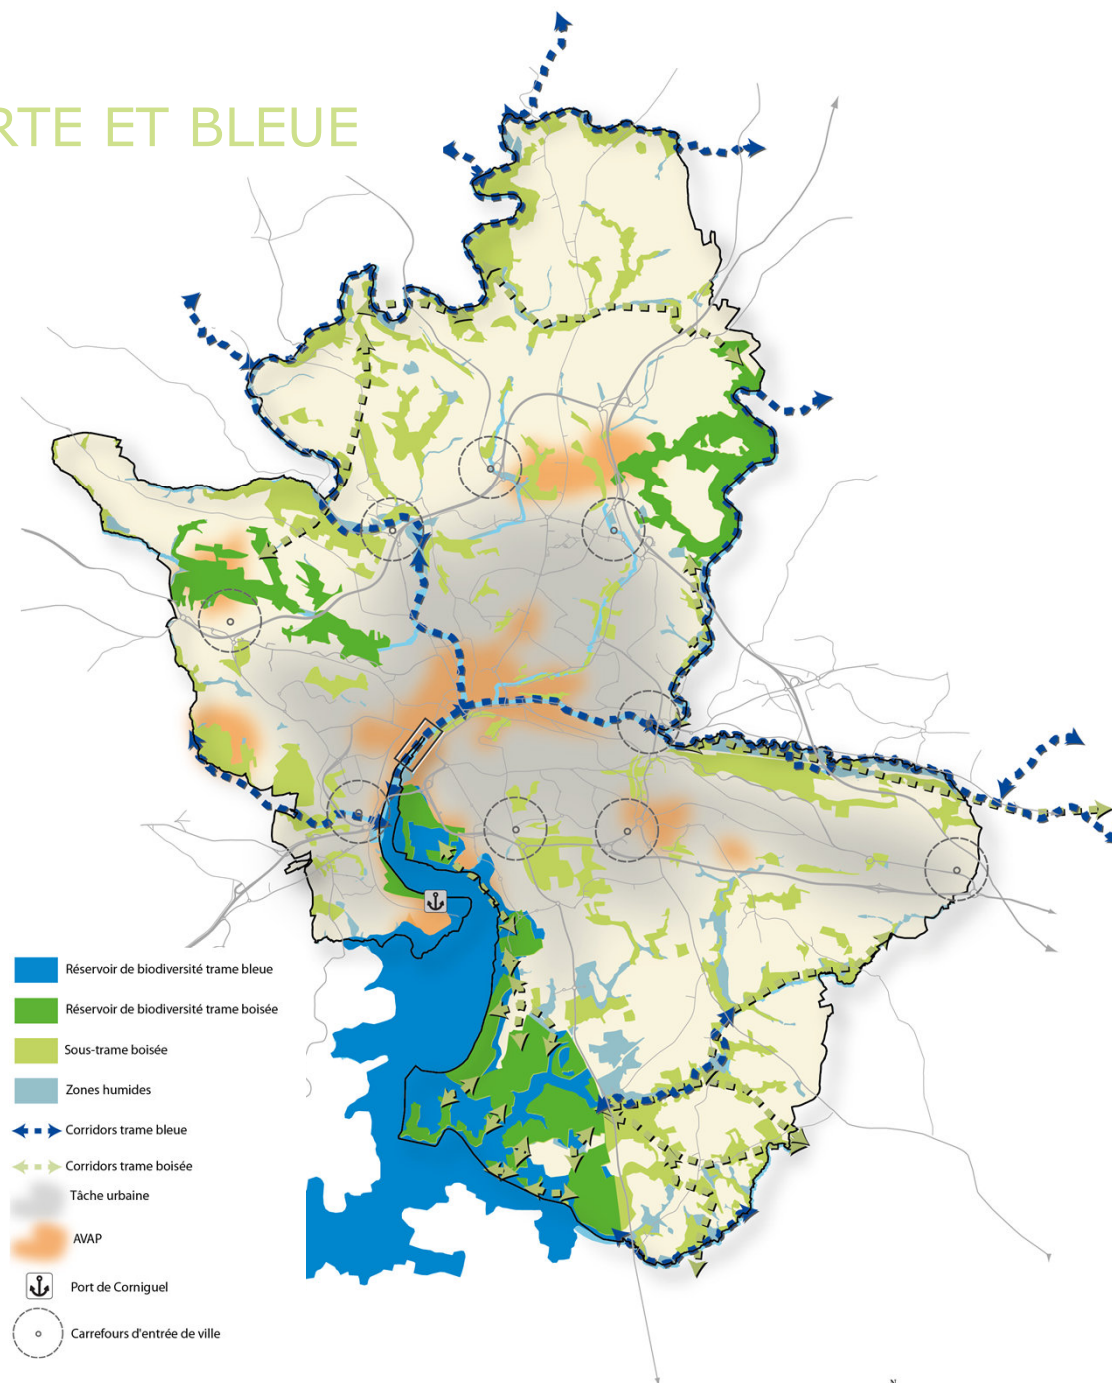 RTE ET BLEUE
Réservoir de biodiversité trame bleue
Réservoir de biodiversité trame boisée
Sous-trame boisée
Zones humides
Corridors trame bleue
Corridors trame boisée
Tâche urbaine
AVAP
Port de Corniguel
Carrefours d'entrée de ville
N